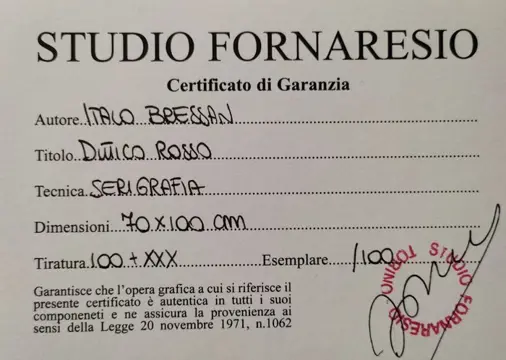 STUDIO FORNARESIO
Certificato di Garanzia
Autore ITALO BRESSAN
Titolo DITTICO ROSSO
Tecnica SERIGRAFIA
Dimensioni 70x100 cm
Tiratura 100 + XXX Esemplare /100
Garantisce che l'opera grafica a cui si riferisce il
presente certificato è autentica in tutti i suoi
componeneti e ne assicura la provenienza ai
sensi della Legge 20 novembre 1971, n.1062
STUDIO FORNARESIO
TORINO